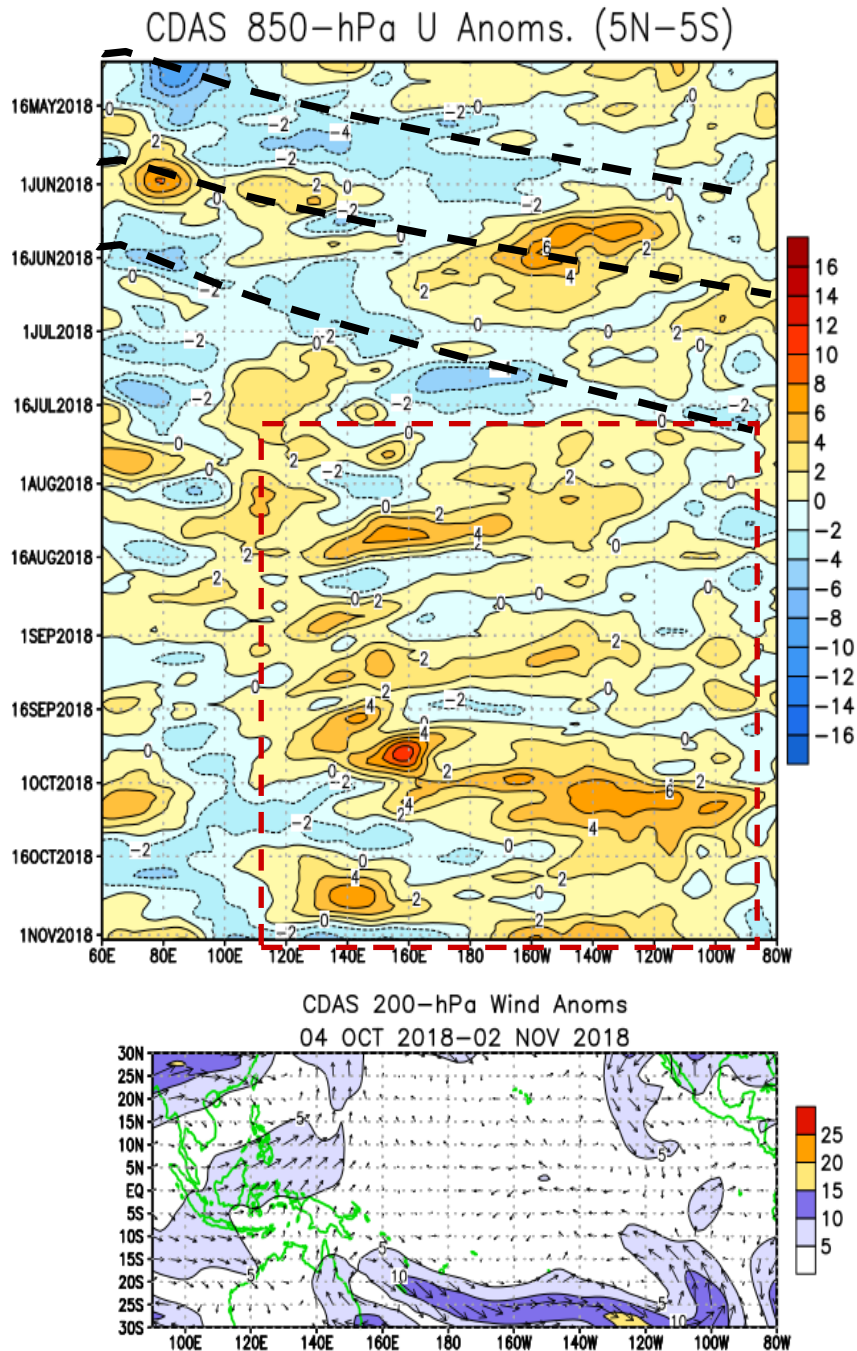 CDAS 850-hPa U Anoms. (5N-5S)
16MAY2018
1JUN2018
16JUN2018
1JUL2018
16JUL2018
1AUG2018
16AUG2018
1SEP2018
16SEP2018
1OCT2018
16OCT2018
1NOV2018
60E 80E 100E 120E 140E 160E 180 160W 140W 120W 100W 80W
16
14
12
10
8
6
4
2
0
-2
-4
-6
-8
-10
-12
-14
-16
CDAS 200-hPa Wind Anoms
04 OCT 2018-02 NOV 2018
30N
25N
20N
15N
10N
5N
EQ
5S
10S
15S
20S
25S
30S
100E 120E 140E 160E 180 160W 140W 120W 100W 80W
25
20
15
10
5